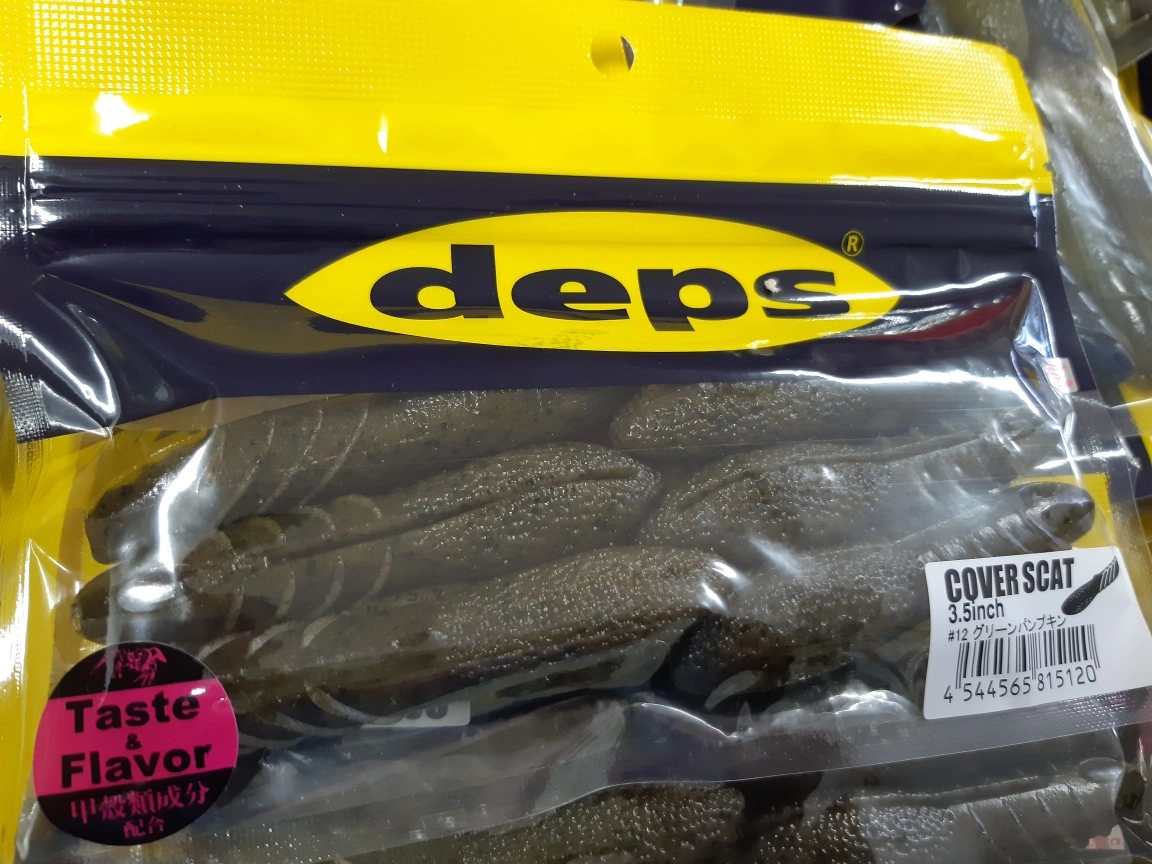 deps®
COVER SCAT
3.5inch
#12 グリーンパンプキン
4 544565 815120
Taste
&
Flavor
甲殻類成分
配合